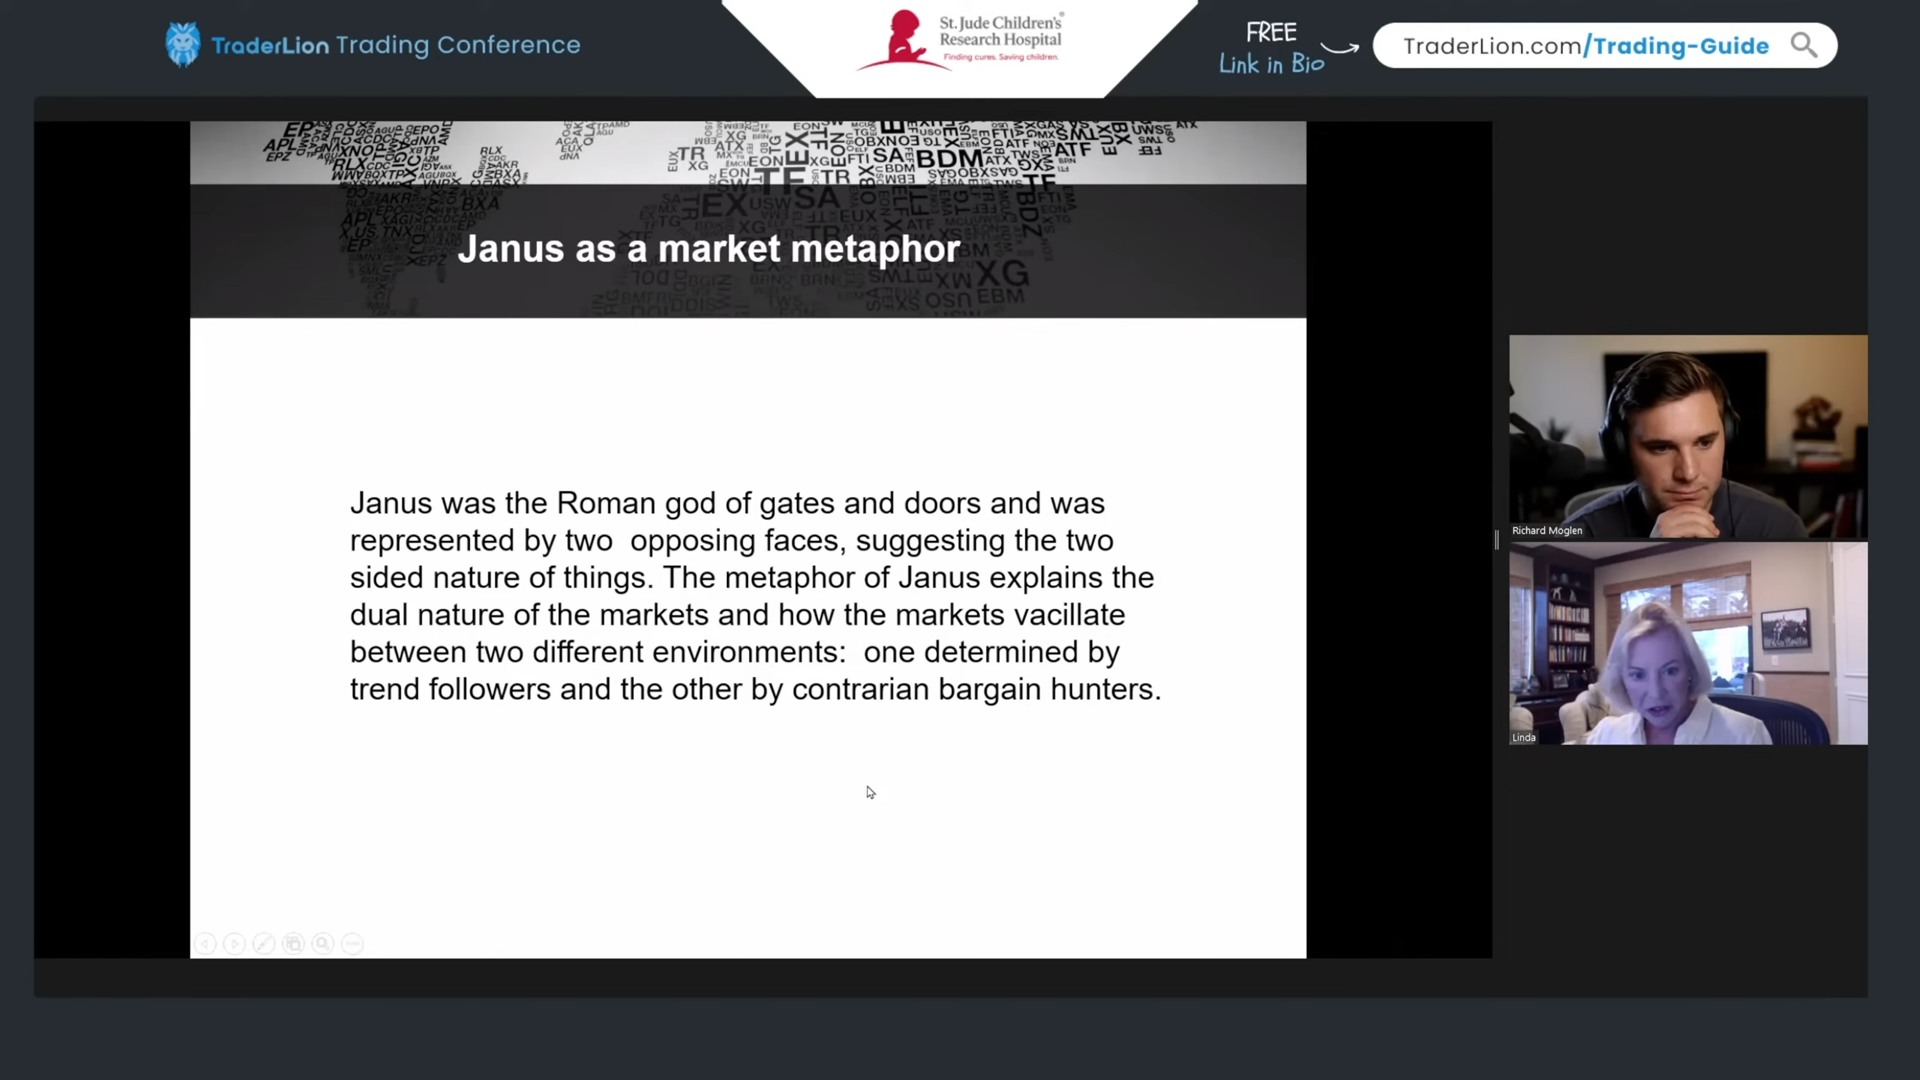 TraderLion Trading Conference
St. Jude Children's
Research Hospital
Finding cures. Saving children.
FREE
Link in Bio
TraderLion.com/Trading-Guide
Janus as a market metaphor
Janus was the Roman god of gates and doors and was
represented by two  opposing faces, suggesting the two
sided nature of things. The metaphor of Janus explains the
dual nature of the markets and how the markets vacillate
between two different environments:  one determined by
trend followers and the other by contrarian bargain hunters.
Richard Moglen
Linda